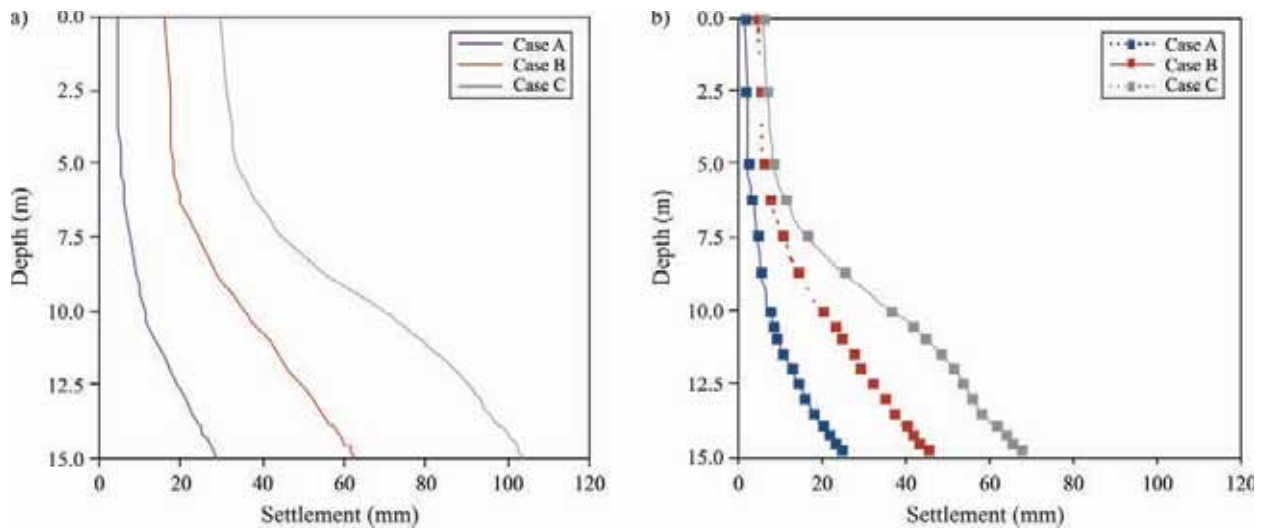 a)
0.0
2.5
5.0
7.5
10.0
12.5
15.0
Depth (m)
0 20 40 60 80 100 120
Settlement (mm)
Case A
Case B
Case C
b)
0.0
2.5
5.0
7.5
10.0
12.5
15.0
Depth (m)
0 20 40 60 80 100 120
Settlement (mm)
Case A
Case B
Case C